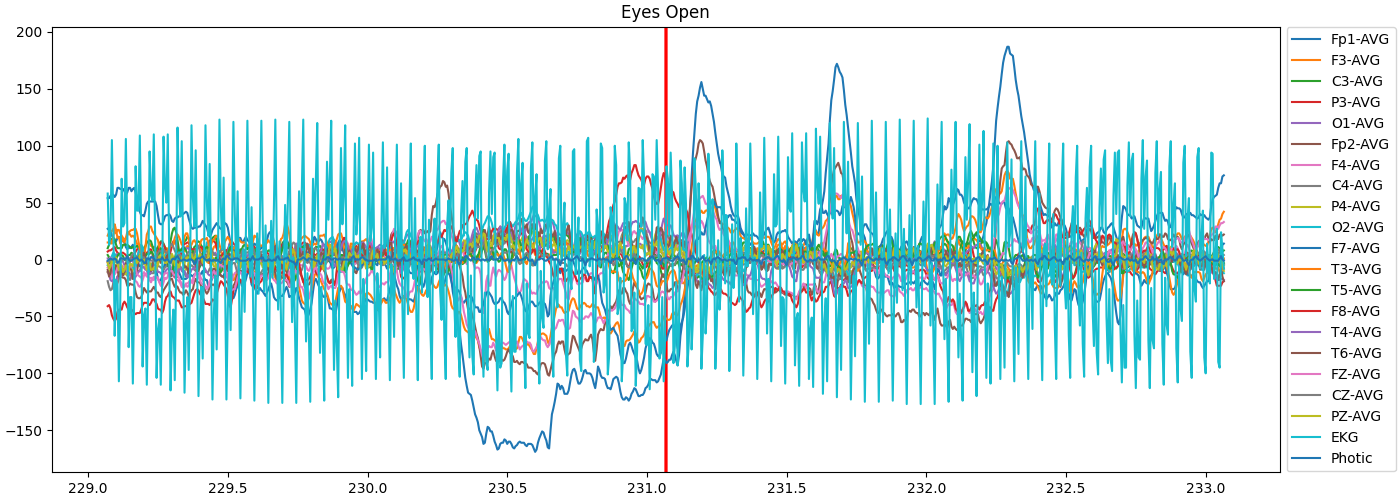 Eyes Open
200
150
100
50
0
−50
−100
−150
229.0 229.5 230.0 230.5 231.0 231.5 232.0 232.5 233.0
Fp1-AVG
F3-AVG
C3-AVG
P3-AVG
O1-AVG
Fp2-AVG
F4-AVG
C4-AVG
P4-AVG
O2-AVG
F7-AVG
T3-AVG
T5-AVG
F8-AVG
T4-AVG
T6-AVG
FZ-AVG
CZ-AVG
PZ-AVG
EKG
Photic